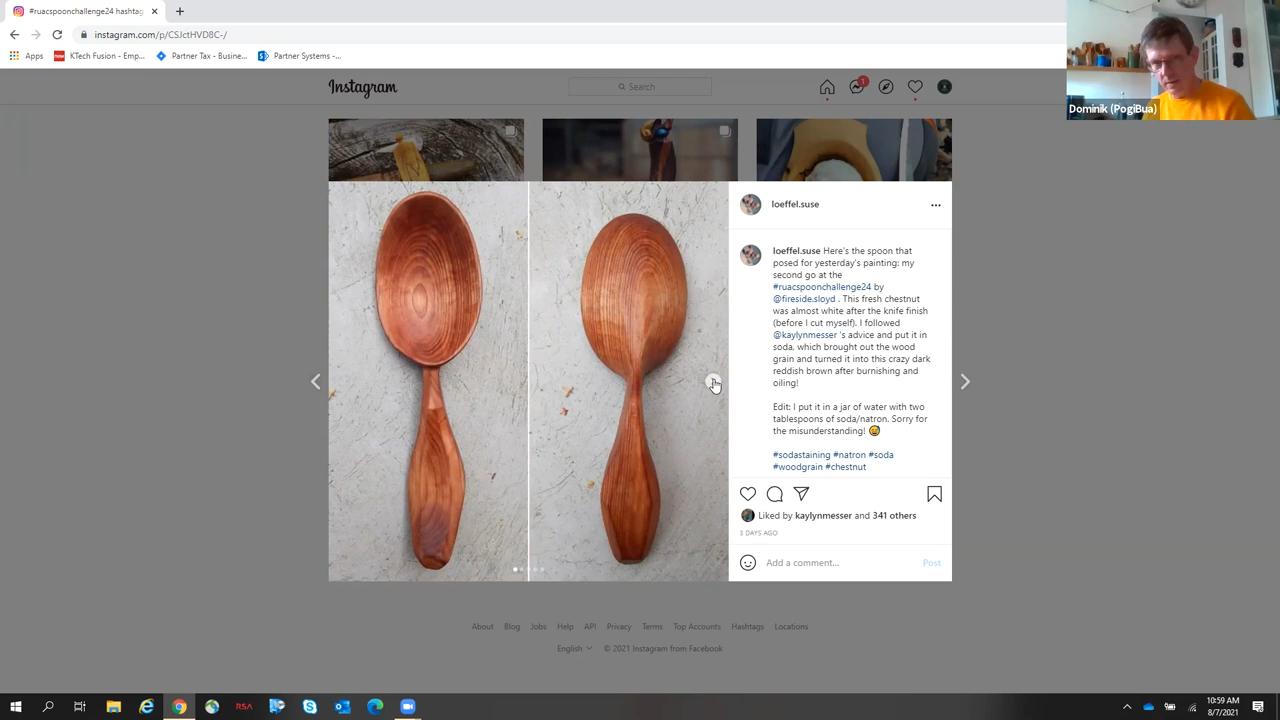 #ruacspoonchallenge24 hashtag
instagram.com/p/CSJctHVD8C-/
Apps
KTech Fusion - Emp...
Partner Tax - Busine...
Partner Systems -...
Dominik (PogiBua)
Instagram
Search
1
loeffel.suse
loeffel.suse Here's the spoon that
posed for yesterday's painting: my
second go at the
#ruacspoonchallenge24 by
@fireside.sloyd . This fresh chestnut
was almost white after the knife finish
(before I cut myself). I followed
@kaylynmesser 's advice and put it in
soda, which brought out the wood
grain and turned it into this crazy dark
reddish brown after burnishing and
oiling!
Edit: I put it in a jar of water with two
tablespoons of soda/natron. Sorry for
the misunderstanding! 😅
#sodastaining #natron #soda
#woodgrain #chestnut
Liked by kaylynmesser and 341 others
3 DAYS AGO
Add a comment...
Post
About Blog Jobs Help API Privacy Terms Top Accounts Hashtags Locations
English © 2021 Instagram from Facebook
RSA
10:59 AM
8/7/2021